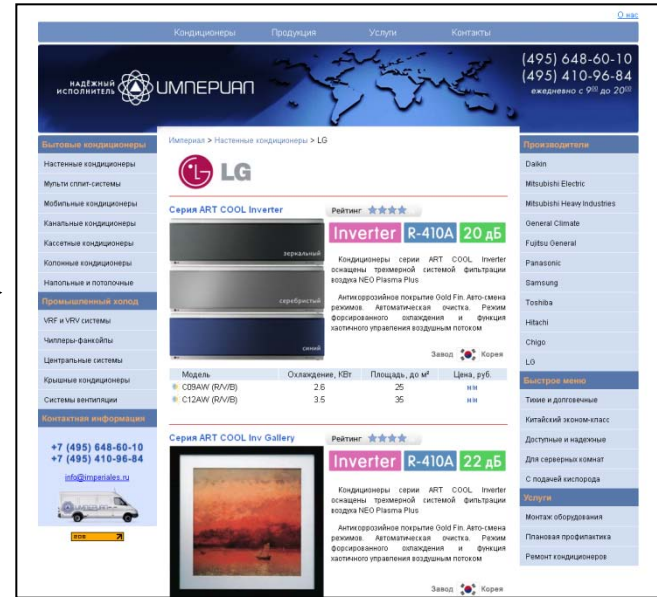 О нас
Кондиционеры Продукция Услуги Контакты
НАДЁЖНЫЙ ИСПОЛНИТЕЛЬ ИМПЕРИАЛ
(495) 648-60-10
(495) 410-96-84
ежедневно с 9⁰⁰ до 20⁰⁰
Бытовые кондиционеры
Настенные кондиционеры
Мульти сплит-системы
Мобильные кондиционеры
Канальные кондиционеры
Кассетные кондиционеры
Колонные кондиционеры
Напольные и потолочные
Промышленный холод
VRF и VRV системы
Чиллеры-фанкойлы
Центральные системы
Крышные кондиционеры
Системы вентиляции
Контактная информация
+7 (495) 648-60-10
+7 (495) 410-96-84
info@imperiales.ru
Империал > Настенные кондиционеры > LG
LG
Серия ART COOL Inverter
Рейтинг
зеркальный
серебристый
синий
Inverter R-410A 20 дБ
Кондиционеры серии ART COOL Inverter
оснащены трехмерной системой фильтрации
воздуха NEO Plasma Plus
Антикоррозийное покрытие Gold Fin. Авто-смена
режимов. Автоматическая очистка. Режим
форсированного охлаждения и функция
хаотичного управления воздушным потоком
Завод Корея
Модель Охлаждение, КВт Площадь, до м² Цена, руб.
C09AW (R/V/B) 2.6 25 н/н
C12AW (R/V/B) 3.5 35 н/н
Серия ART COOL Inv Gallery
Рейтинг
Inverter R-410A 22 дБ
Кондиционеры серии ART COOL Inverter
оснащены трехмерной системой фильтрации
воздуха NEO Plasma Plus
Антикоррозийное покрытие Gold Fin. Авто-смена
режимов. Автоматическая очистка. Режим
форсированного охлаждения и функция
хаотичного управления воздушным потоком
Завод Корея
Производители
Daikin
Mitsubishi Electric
Mitsubishi Heavy Industries
General Climate
Fujitsu General
Panasonic
Samsung
Toshiba
Hitachi
Chigo
LG
Быстрое меню
Тихие и долговечные
Китайский эконом-класс
Доступные и надежные
Для серверных комнат
С подачей кислорода
Услуги
Монтаж оборудования
Плановая профилактика
Ремонт кондиционеров